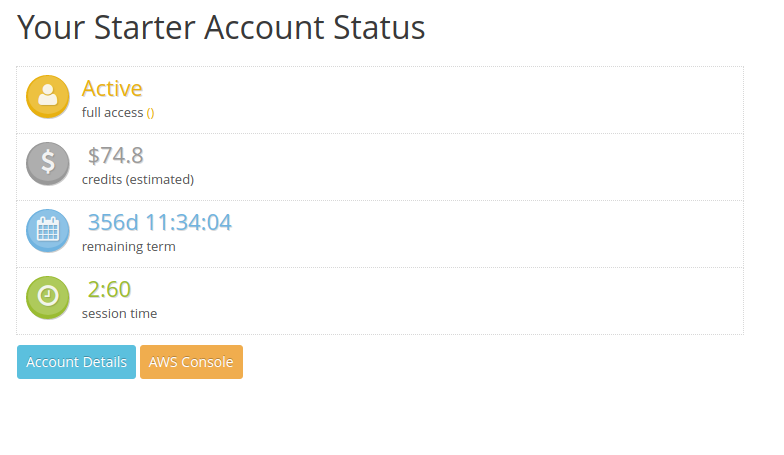 Your Starter Account Status
Active
full access ()
$
$74.8
credits (estimated)
356d 11:34:04
remaining term
2:60
session time
Account Details AWS Console